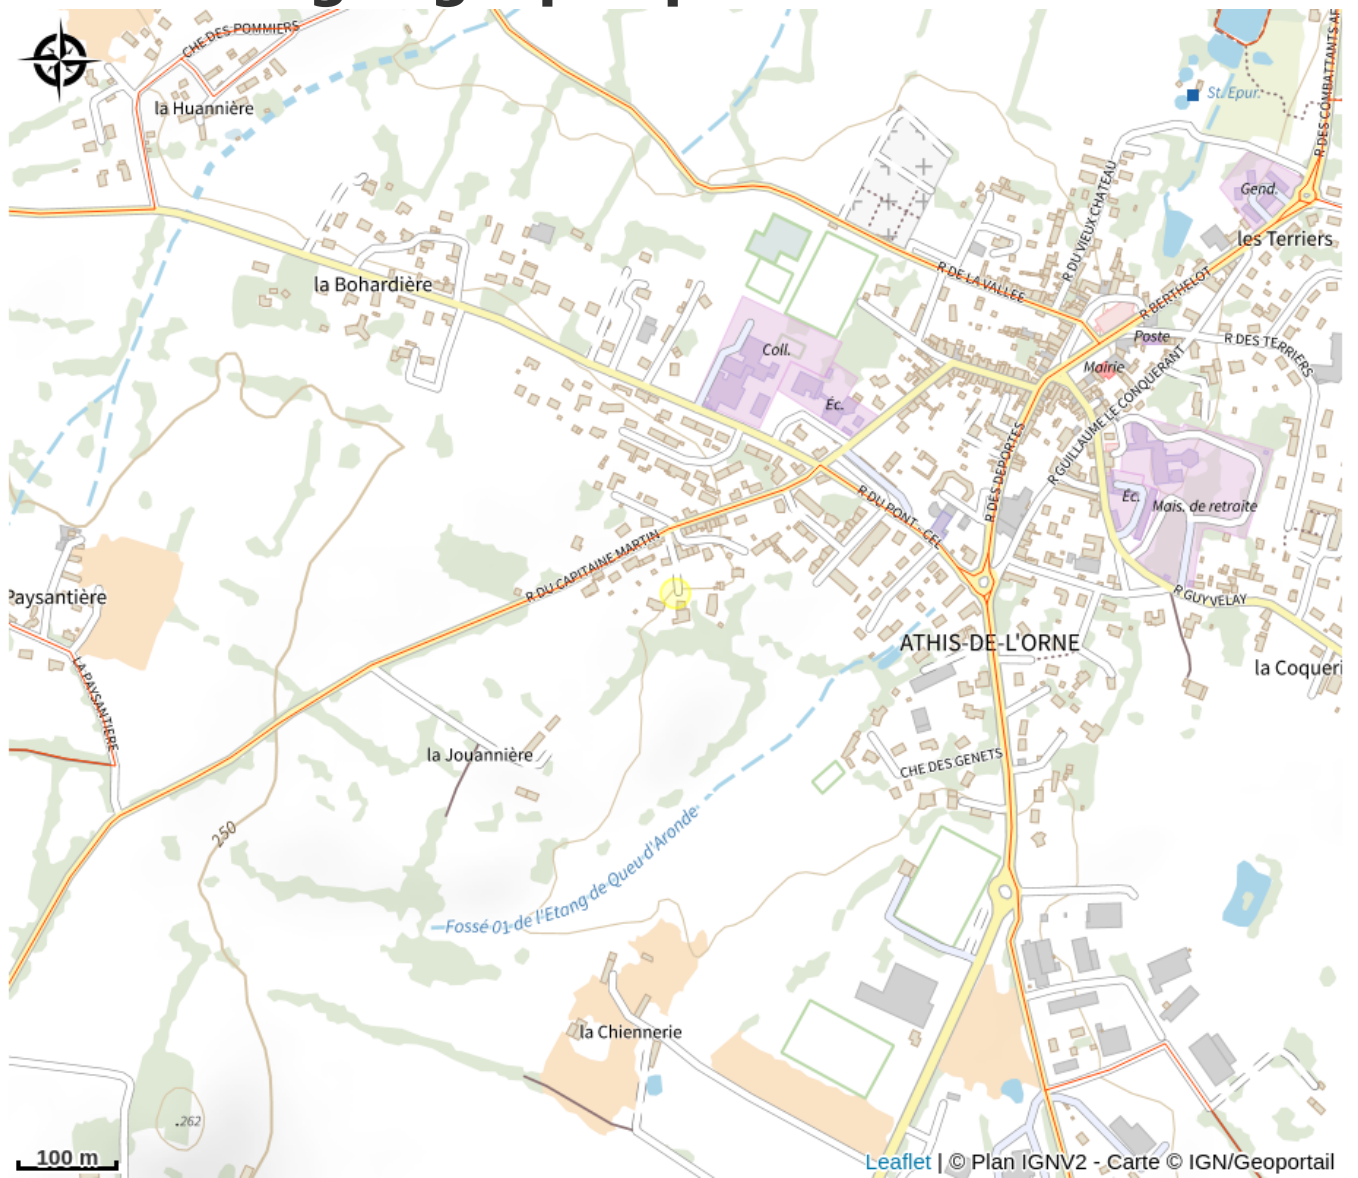 CHE DES POMMIERS
la Huannière
St. Epur.
R DES COMBATTANTS AF
R DU VIEUX CHATEAU
Gend.
les Terriers
R DE LA VALLEE
la Bohardière
R BERTHELOT
Poste
R DES TERRIERS
Coll.
Mairie
Éc.
R GUILLAUME LE CONQUERANT
R DES DEPORTES
R DU PONT-CEL
Éc.
Mais. de retraite
R DU CAPITAINE MARTIN
Paysantière
R GUYVELAY
ATHIS-DE-L'ORNE
la Coqueri
LA PAYSANTIERE
la Jouannière
CHE DES GENETS
250
Fossé 01 de l'Etang de Queu d'Aronde
la Chiennerie
.262
100 m
Leaflet | © Plan IGNV2 - Carte © IGN/Geoportail